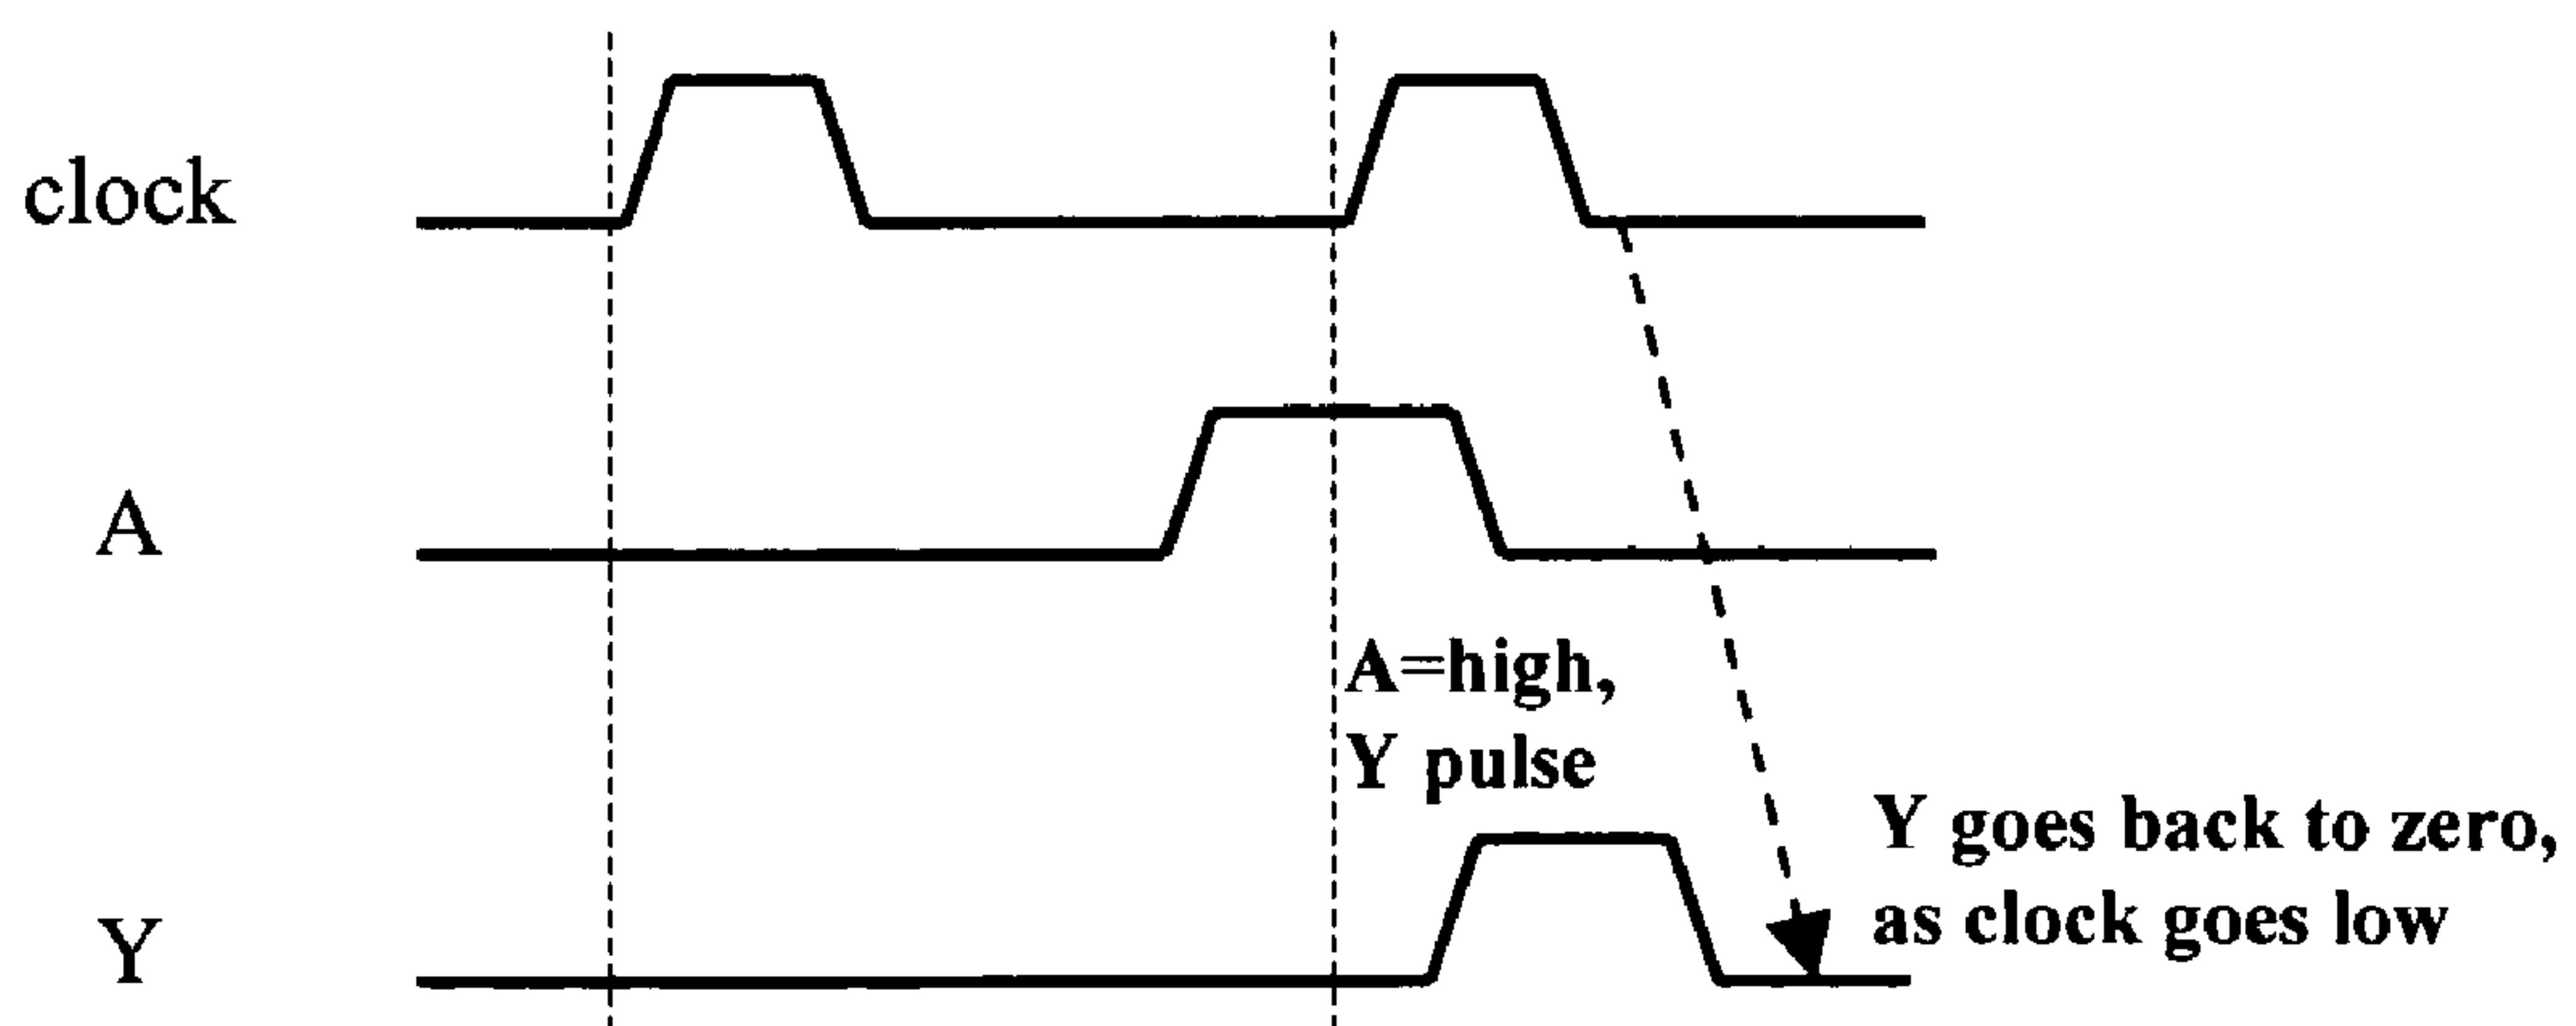 clock
A
A=high,
Y pulse
Y goes back to zero,
as clock goes low
Y